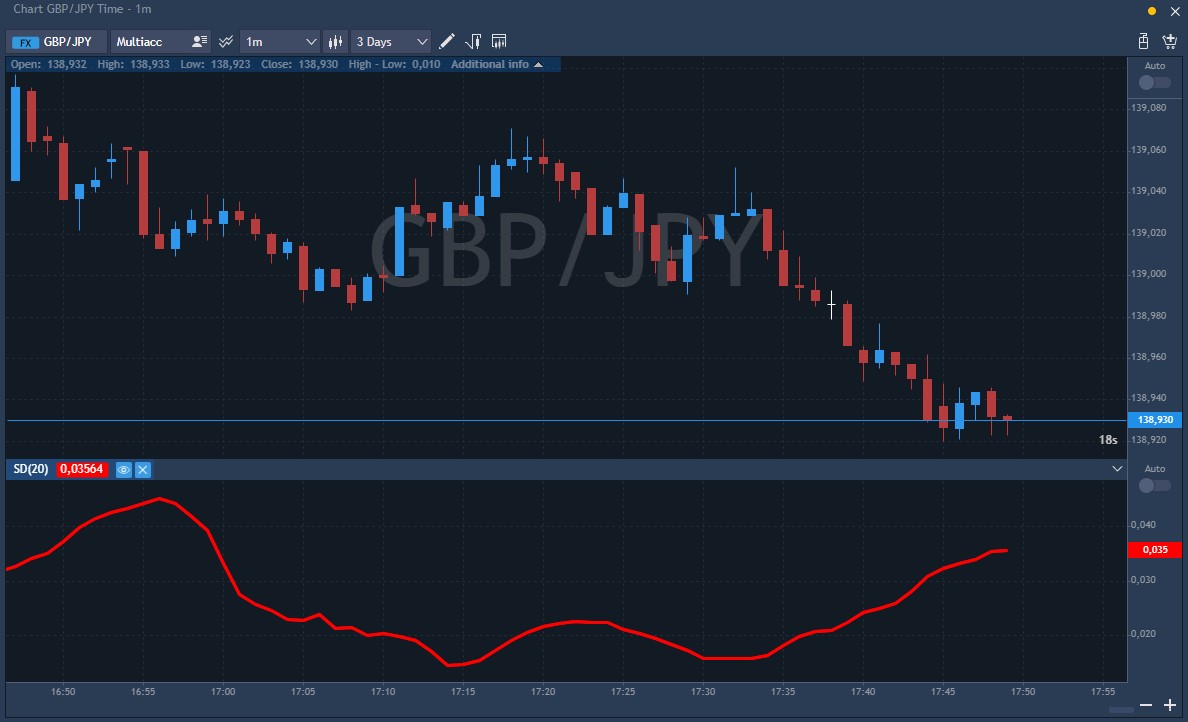 Chart GBP/JPY Time - 1m
FX GBP/JPY Multiacc 1m 3 Days
Open: 138,932 High: 138,933 Low: 138,923 Close: 138,930 High - Low: 0,010 Additional info
Auto
139,080
139,060
139,040
139,020
139,000
138,980
138,960
138,940
138,930
138,920
GBP/JPY
18s
SD(20) 0,03564
Auto
0,040
0,035
0,030
0,020
16:50 16:55 17:00 17:05 17:10 17:15 17:20 17:25 17:30 17:35 17:40 17:45 17:50 17:55